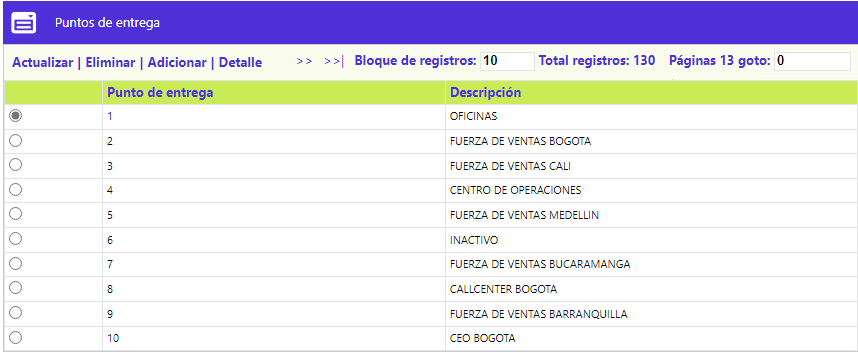 Puntos de entrega
Actualizar | Eliminar | Adicionar | Detalle >> >>| Bloque de registros: 10 Total registros: 130 Páginas 13 goto: 0
Punto de entrega Descripción
1 OFICINAS
2 FUERZA DE VENTAS BOGOTA
3 FUERZA DE VENTAS CALI
4 CENTRO DE OPERACIONES
5 FUERZA DE VENTAS MEDELLIN
6 INACTIVO
7 FUERZA DE VENTAS BUCARAMANGA
8 CALLCENTER BOGOTA
9 FUERZA DE VENTAS BARRANQUILLA
10 CEO BOGOTA